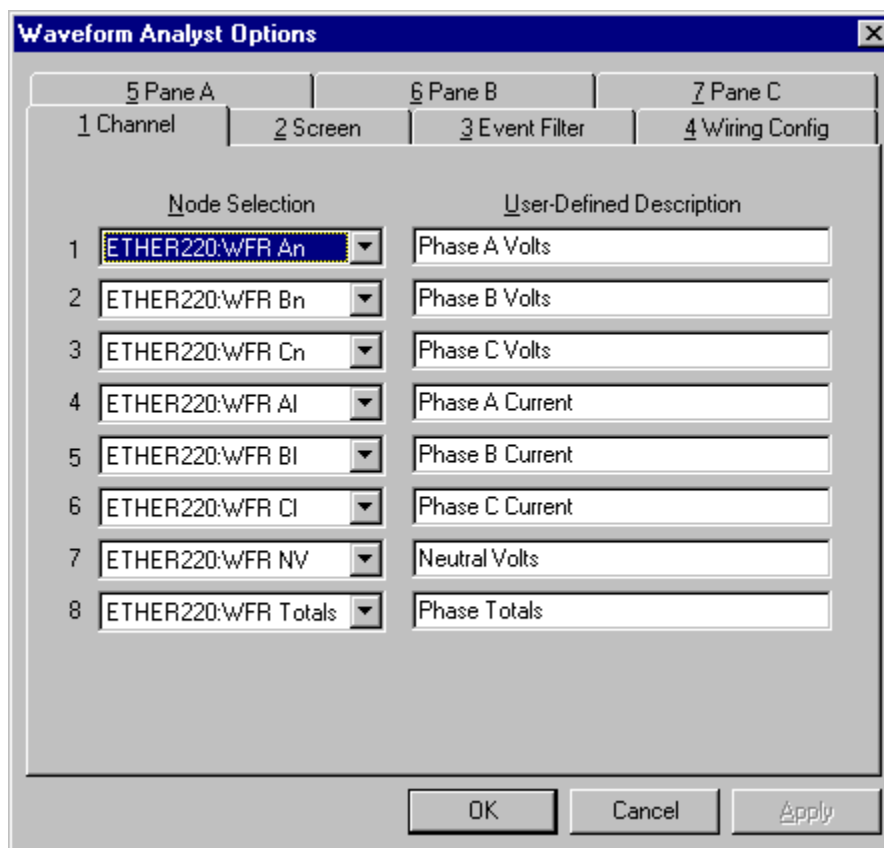 Waveform Analyst Options
5 Pane A 6 Pane B 7 Pane C
1 Channel 2 Screen 3 Event Filter 4 Wiring Config
Node Selection User-Defined Description
1 ETHER220:WFR An Phase A Volts
2 ETHER220:WFR Bn Phase B Volts
3 ETHER220:WFR Cn Phase C Volts
4 ETHER220:WFR AI Phase A Current
5 ETHER220:WFR BI Phase B Current
6 ETHER220:WFR CI Phase C Current
7 ETHER220:WFR NV Neutral Volts
8 ETHER220:WFR Totals Phase Totals
OK Cancel Apply